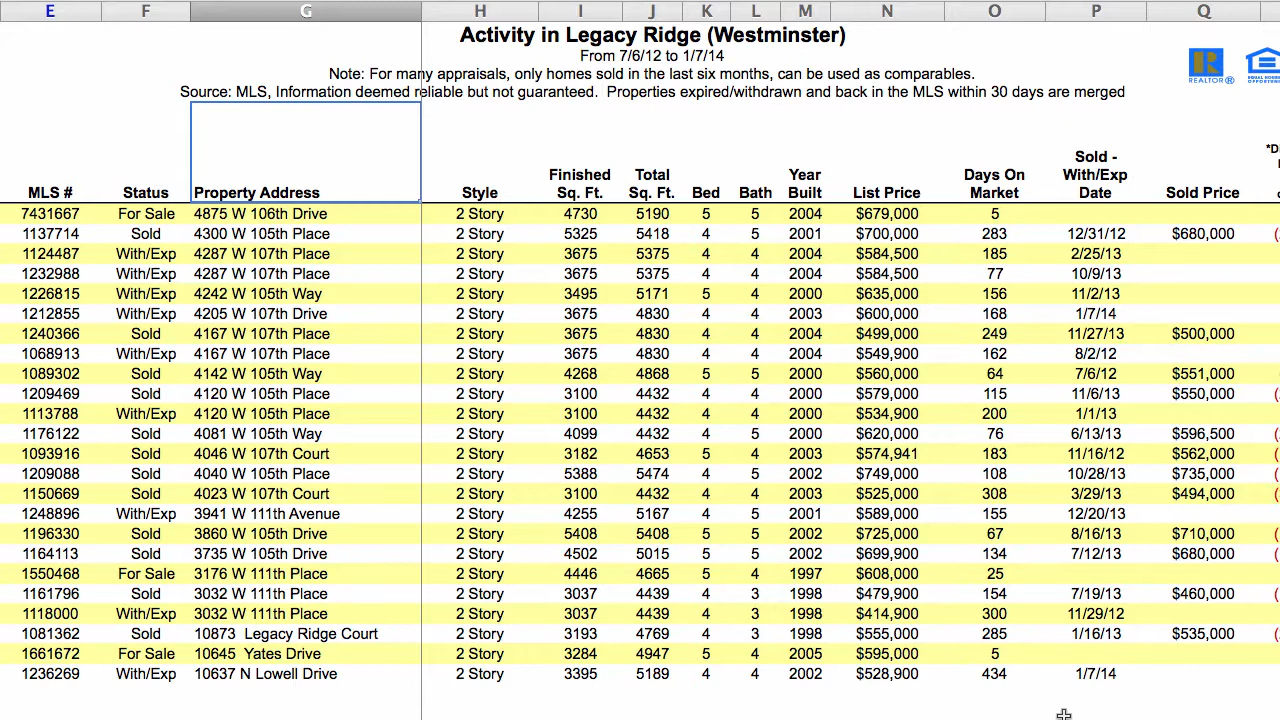 E F G H I J K L M N O P Q
Activity in Legacy Ridge (Westminster)
From 7/6/12 to 1/7/14
Note: For many appraisals, only homes sold in the last six months, can be used as comparables.
Source: MLS, Information deemed reliable but not guaranteed. Properties expired/withdrawn and back in the MLS within 30 days are merged
R
REALTOR®
EQUAL HOUSING
OPPORTUNITY
MLS # Status Property Address Style Finished Sq. Ft. Total Sq. Ft. Bed Bath Year Built List Price Days On Market Sold - With/Exp Date Sold Price
7431667 For Sale 4875 W 106th Drive 2 Story 4730 5190 5 5 2004 $679,000 5
1137714 Sold 4300 W 105th Place 2 Story 5325 5418 4 5 2001 $700,000 283 12/31/12 $680,000 (
1124487 With/Exp 4287 W 107th Place 2 Story 3675 5375 4 4 2004 $584,500 185 2/25/13
1232988 With/Exp 4287 W 107th Place 2 Story 3675 5375 4 4 2004 $584,500 77 10/9/13
1226815 With/Exp 4242 W 105th Way 2 Story 3495 5171 5 4 2000 $635,000 156 11/2/13
1212855 With/Exp 4205 W 107th Drive 2 Story 3675 4830 4 4 2003 $600,000 168 1/7/14
1240366 Sold 4167 W 107th Place 2 Story 3675 4830 4 4 2004 $499,000 249 11/27/13 $500,000
1068913 With/Exp 4167 W 107th Place 2 Story 3675 4830 4 4 2004 $549,900 162 8/2/12
1089302 Sold 4142 W 105th Way 2 Story 4268 4868 5 5 2000 $560,000 64 7/6/12 $551,000
1209469 Sold 4120 W 105th Place 2 Story 3100 4432 4 4 2000 $579,000 115 11/6/13 $550,000 (
1113788 With/Exp 4120 W 105th Place 2 Story 3100 4432 4 4 2000 $534,900 200 1/1/13
1176122 Sold 4081 W 105th Way 2 Story 4099 4432 4 5 2000 $620,000 76 6/13/13 $596,500 (
1093916 Sold 4046 W 107th Court 2 Story 3182 4653 5 4 2003 $574,941 183 11/16/12 $562,000 (
1209088 Sold 4040 W 105th Place 2 Story 5388 5474 4 5 2002 $749,000 108 10/28/13 $735,000 (
1150669 Sold 4023 W 107th Court 2 Story 3100 4432 4 4 2003 $525,000 308 3/29/13 $494,000 (
1248896 With/Exp 3941 W 111th Avenue 2 Story 4255 5167 4 5 2001 $589,000 155 12/20/13
1196330 Sold 3860 W 105th Drive 2 Story 5408 5408 5 5 2002 $725,000 67 8/16/13 $710,000 (
1164113 Sold 3735 W 105th Drive 2 Story 4502 5015 5 5 2002 $699,900 134 7/12/13 $680,000 (
1550468 For Sale 3176 W 111th Place 2 Story 4446 4665 5 4 1997 $608,000 25
1161796 Sold 3032 W 111th Place 2 Story 3037 4439 4 3 1998 $479,900 154 7/19/13 $460,000 (
1118000 With/Exp 3032 W 111th Place 2 Story 3037 4439 4 3 1998 $414,900 300 11/29/12
1081362 Sold 10873 Legacy Ridge Court 2 Story 3193 4769 4 3 1998 $555,000 285 1/16/13 $535,000 (
1661672 For Sale 10645 Yates Drive 2 Story 3284 4947 5 4 2005 $595,000 5
1236269 With/Exp 10637 N Lowell Drive 2 Story 3395 5189 4 4 2002 $528,900 434 1/7/14